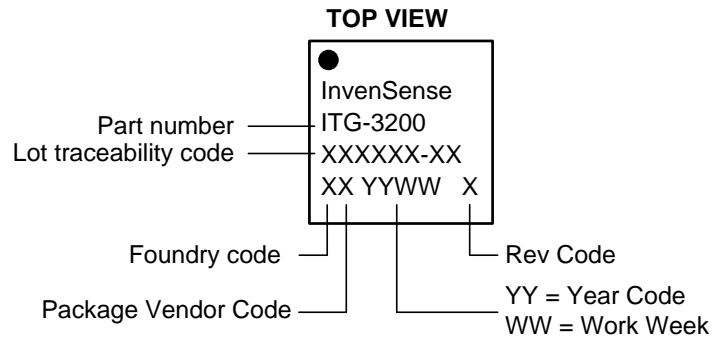 TOP VIEW
InvenSense
Part number
ITG-3200
Lot traceability code
XXXXXX-XX
XX YYWW X
Foundry code
Rev Code
Package Vendor Code
YY = Year Code
WW = Work Week